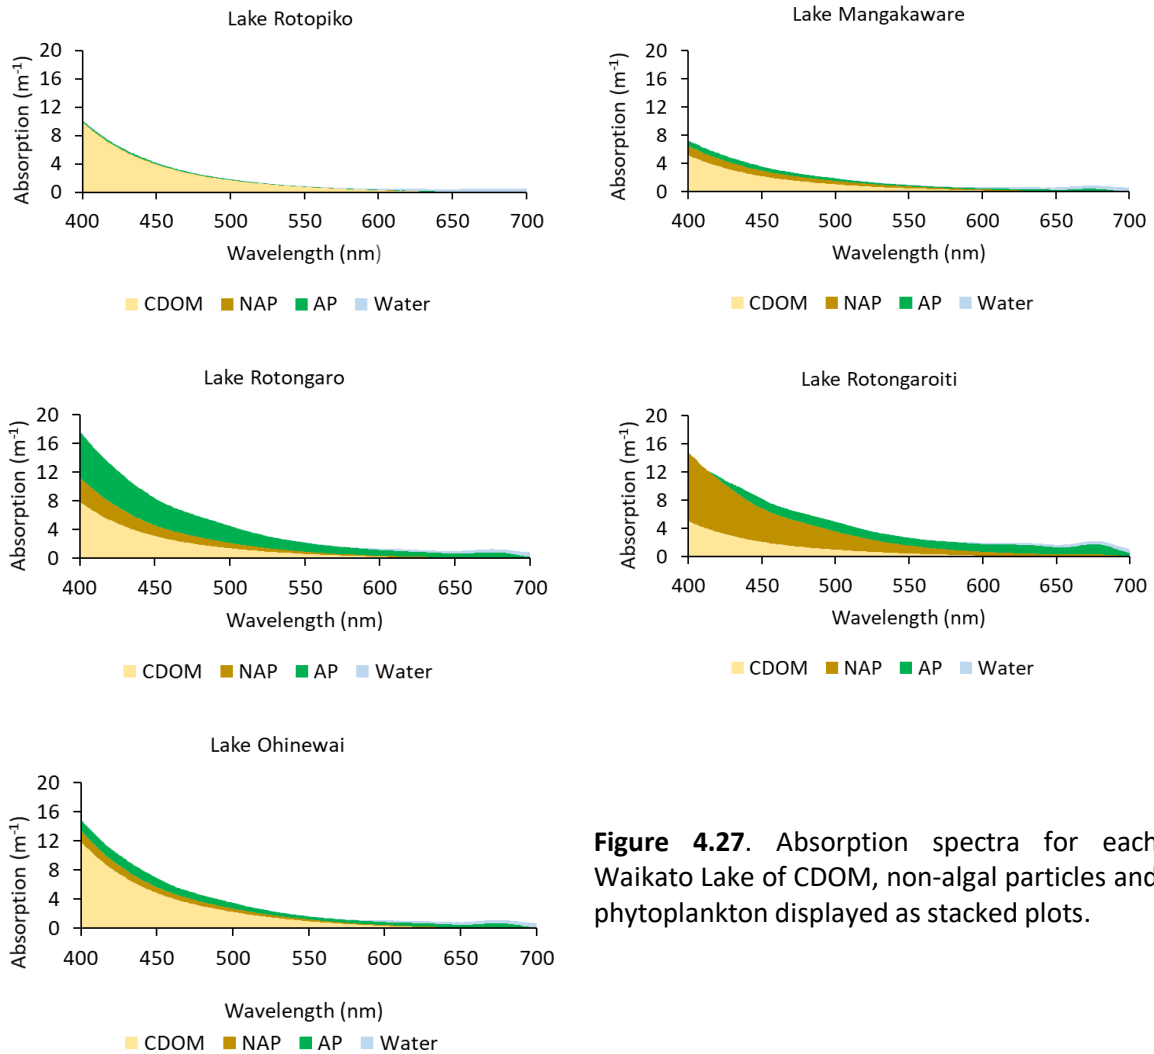 Lake Rotopiko
20
16
12
8
4
0
Absorption (m-1)
400 450 500 550 600 650 700
Wavelength (nm)
CDOM NAP AP Water
Lake Mangakaware
20
16
12
8
4
0
Absorption (m-1)
400 450 500 550 600 650 700
Wavelength (nm)
CDOM NAP AP Water
Lake Rotongaro
20
16
12
8
4
0
Absorption (m-1)
400 450 500 550 600 650 700
Wavelength (nm)
CDOM NAP AP Water
Lake Rotongaroiti
20
16
12
8
4
0
Absorption (m-1)
400 450 500 550 600 650 700
Wavelength (nm)
CDOM NAP AP Water
Lake Ohinewai
20
16
12
8
4
0
Absorption (m-1)
400 450 500 550 600 650 700
Wavelength (nm)
CDOM NAP AP Water
Figure 4.27. Absorption spectra for each
Waikato Lake of CDOM, non-algal particles and
phytoplankton displayed as stacked plots.